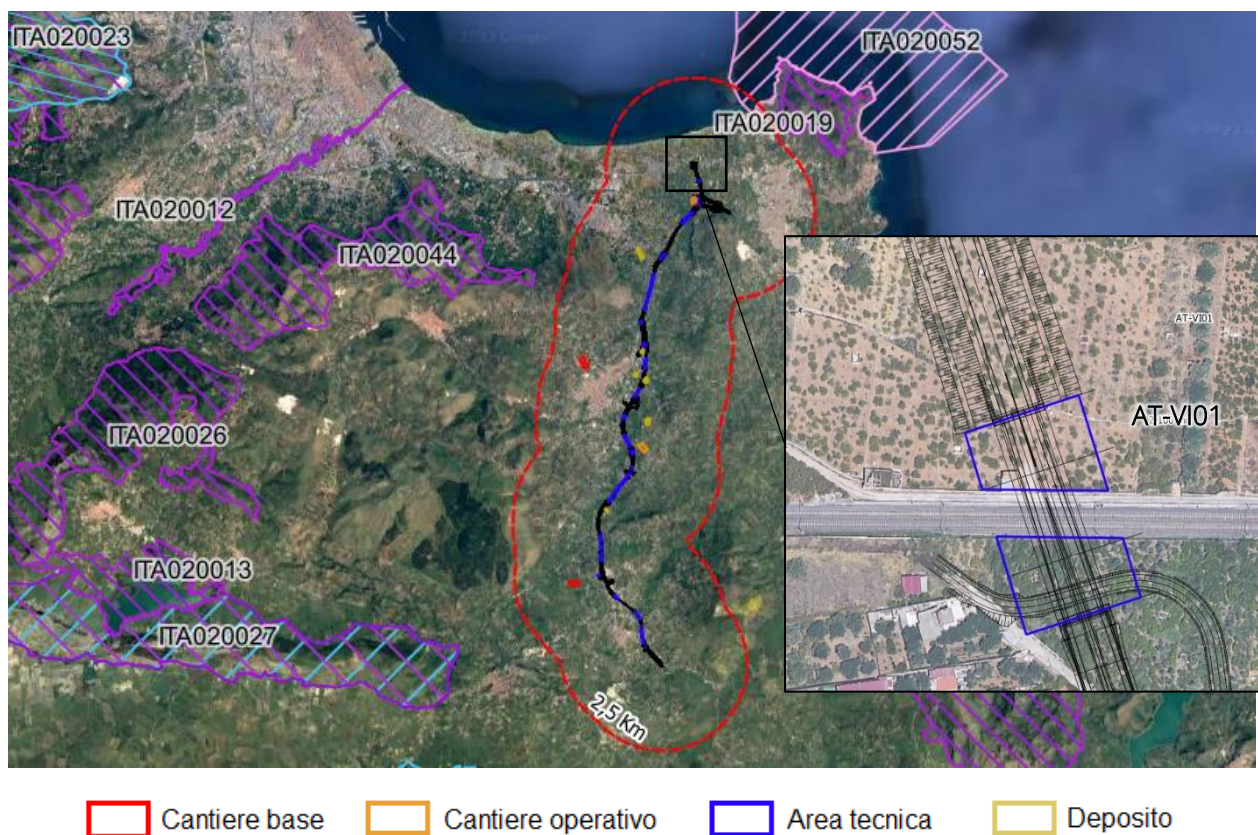 ITA020023
ITA020052
ITA020019
ITA020012
ITA020044
AT-VI01
AT-VI01
ITA020026
ITA020013
ITA020027
2,5 Km
Cantiere base
Cantiere operativo
Area tecnica
Deposito